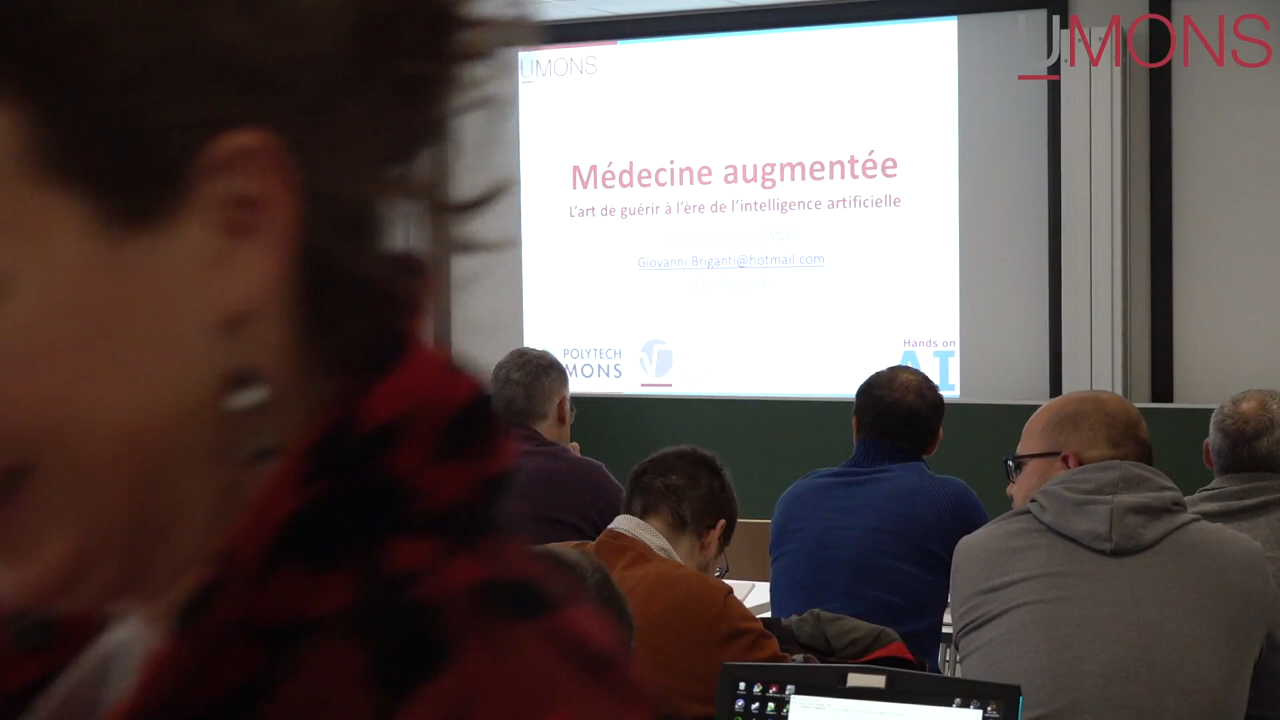 UMONS
UMONS
Médecine augmentée
L'art de guérir à l'ère de l'intelligence artificielle
Giovanni.Briganti@hotmail.com
POLYTECH
MONS
Hands on
AI